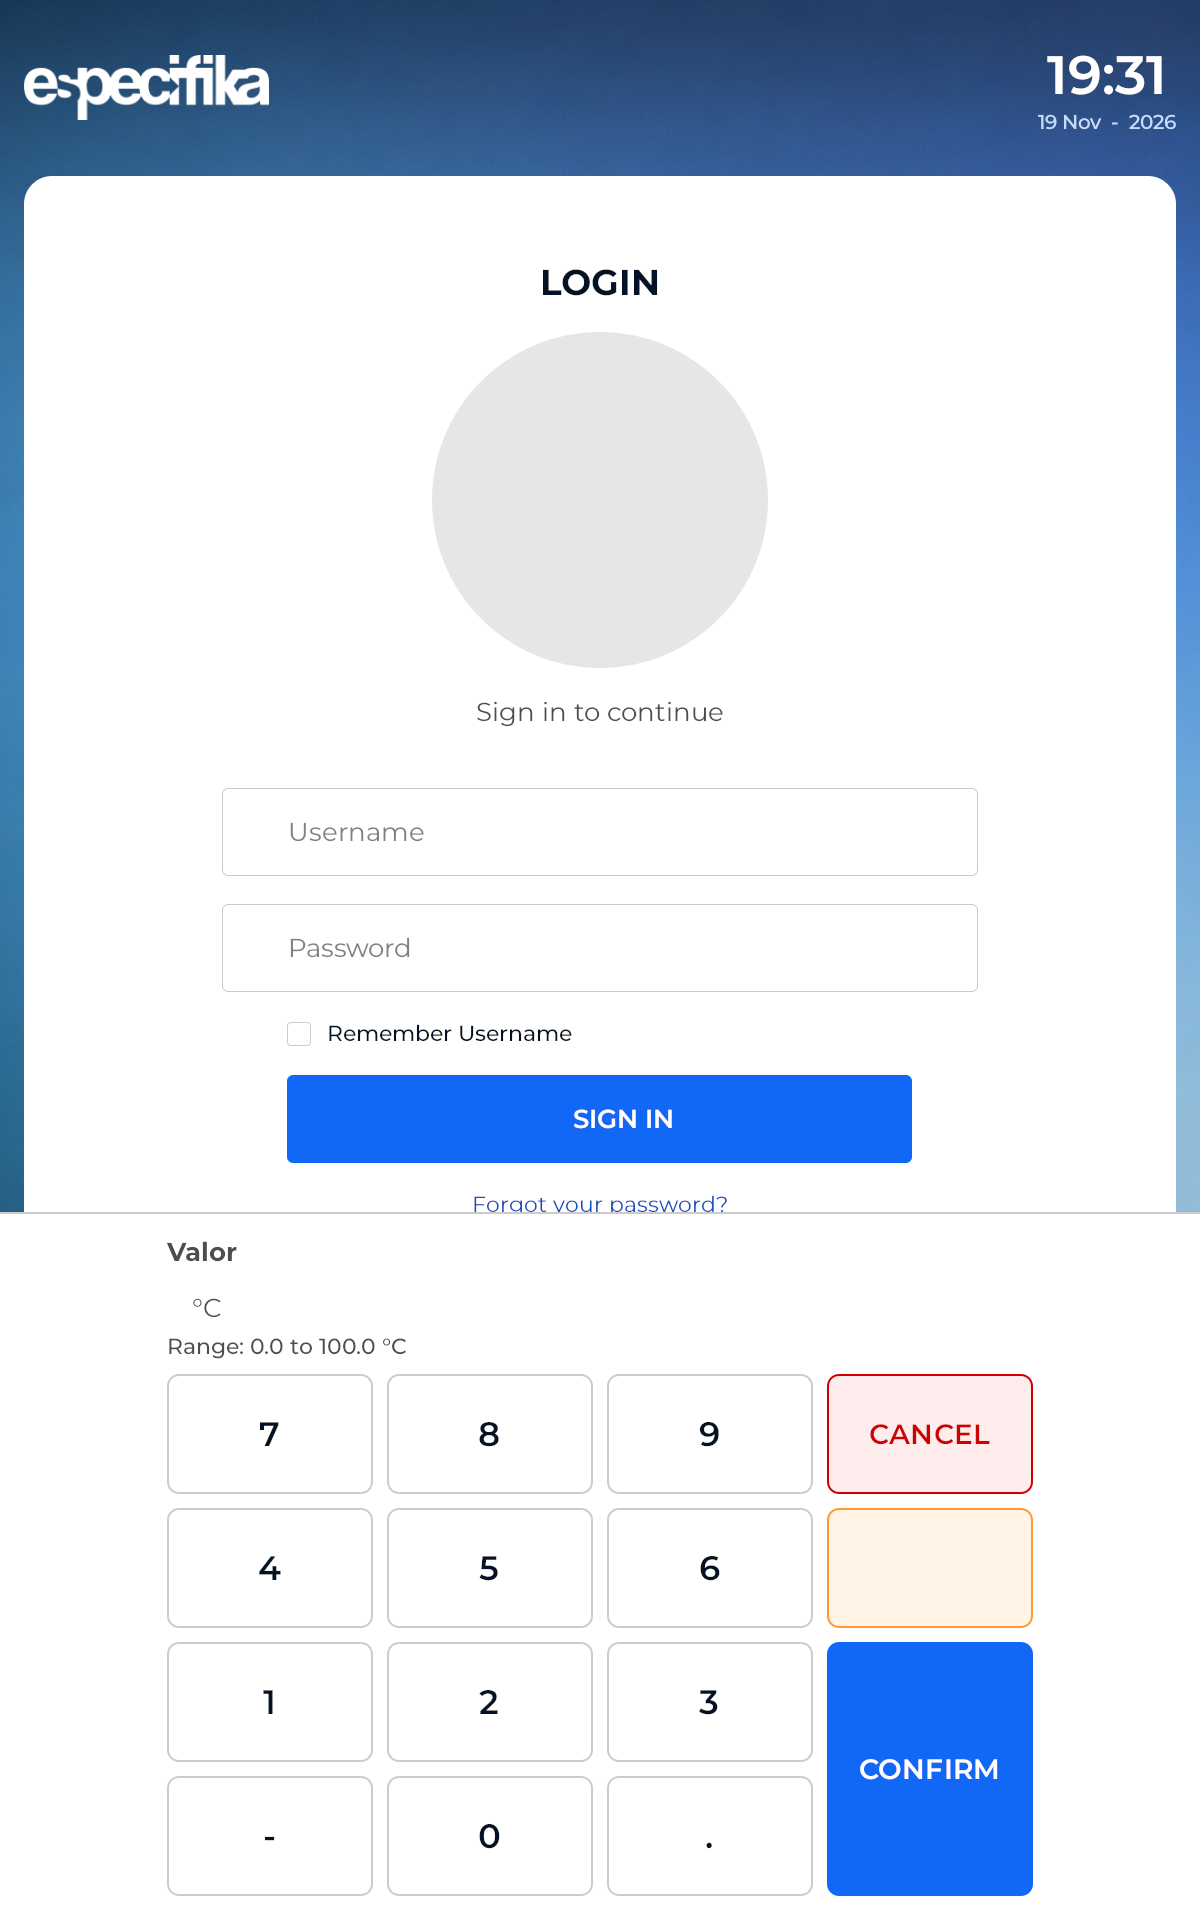 especifika
19:31
19 Nov - 2026
LOGIN
Sign in to continue
Username
Password
Remember Username
SIGN IN
Forgot your password?
Valor
°C
Range: 0.0 to 100.0 °C
7 8 9 CANCEL
4 5 6
1 2 3
CONFIRM
- 0 .